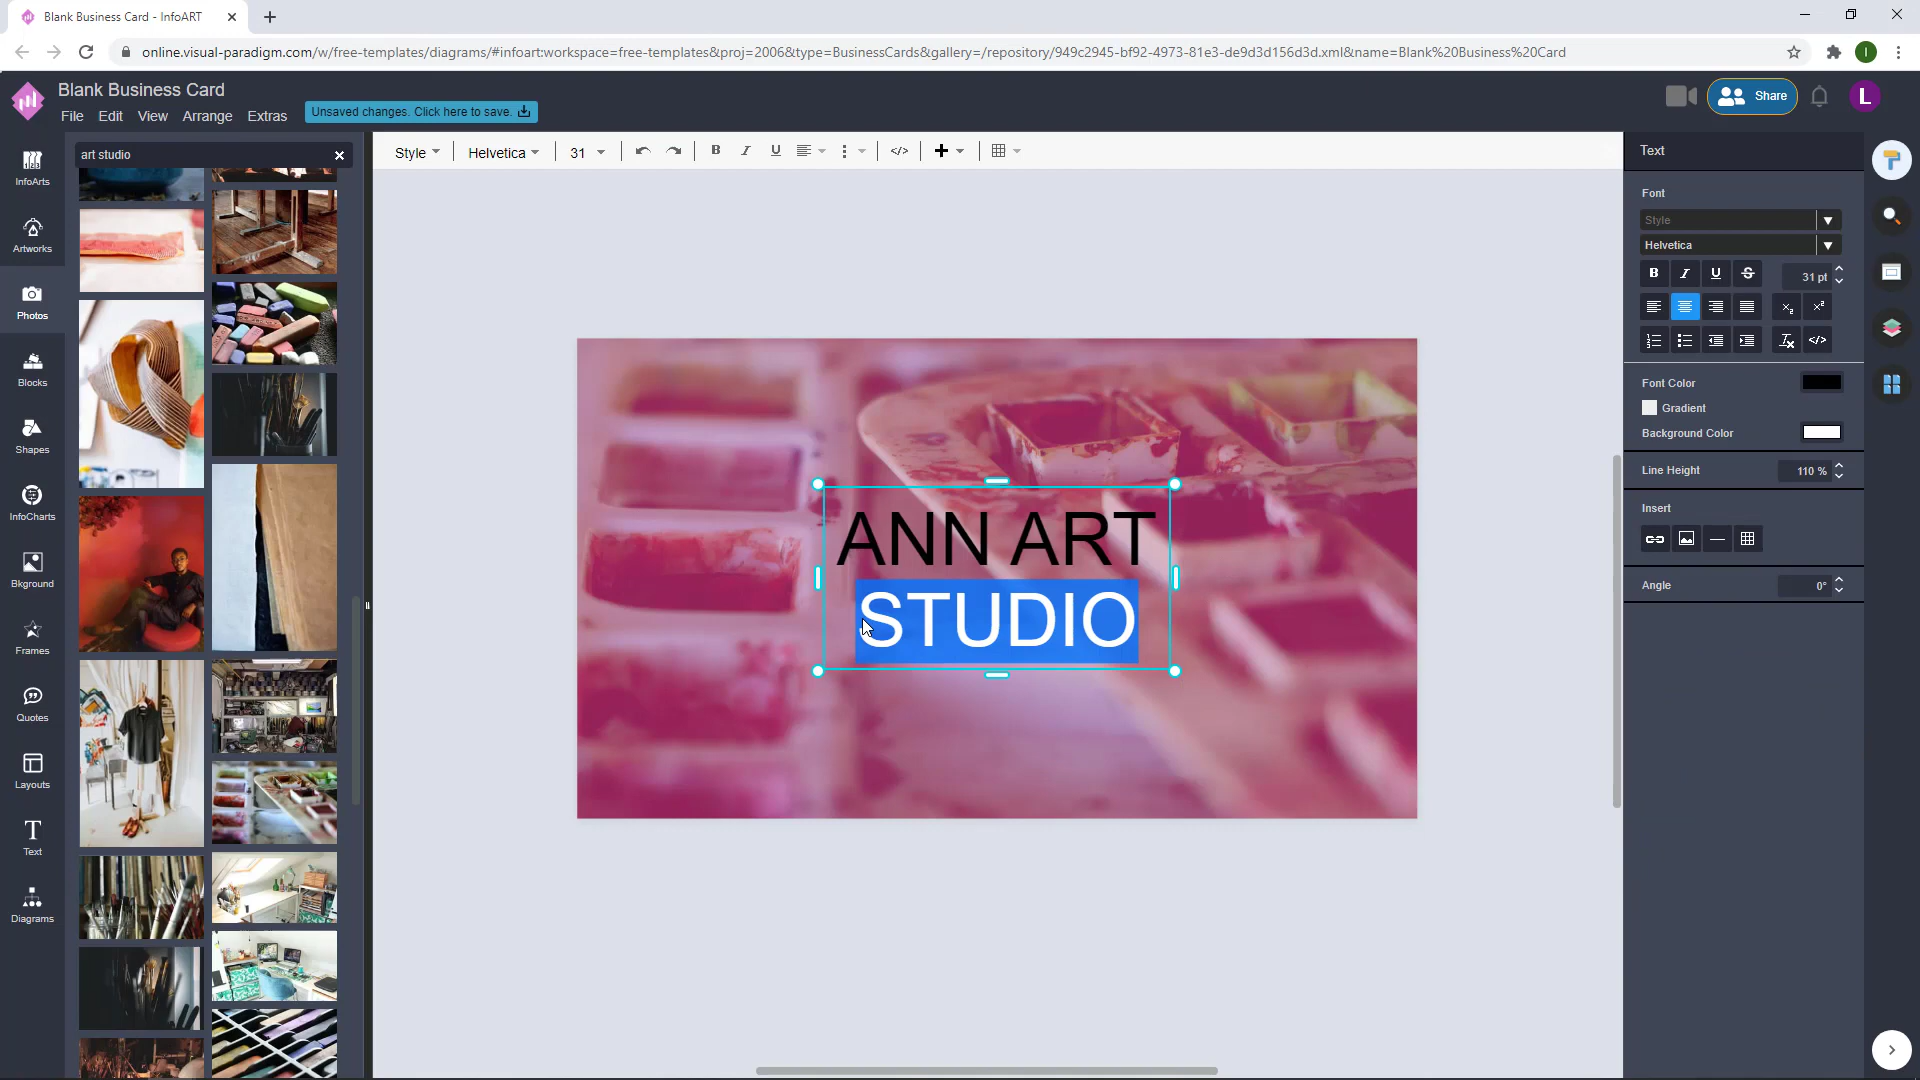 Blank Business Card - InfoART
online.visual-paradigm.com/w/free-templates/diagrams/#infoart:workspace=free-templates&proj=2006&type=BusinessCards&gallery=/repository/949c2945-bf92-4973-81e3-de9d3d156d3d.xml&name=Blank%20Business%20Card
I
Blank Business Card
File Edit View Arrange Extras
Unsaved changes. Click here to save.
Share
L
InfoArts
Artworks
Photos
Blocks
Shapes
InfoCharts
Bkground
Frames
Quotes
Layouts
Text
Diagrams
art studio
Style Helvetica 31 B I U
ANN ART
STUDIO
Text
Font
Style
Helvetica
B I U S 31 pt
Font Color
Gradient
Background Color
Line Height 110 %
Insert
Angle 0°